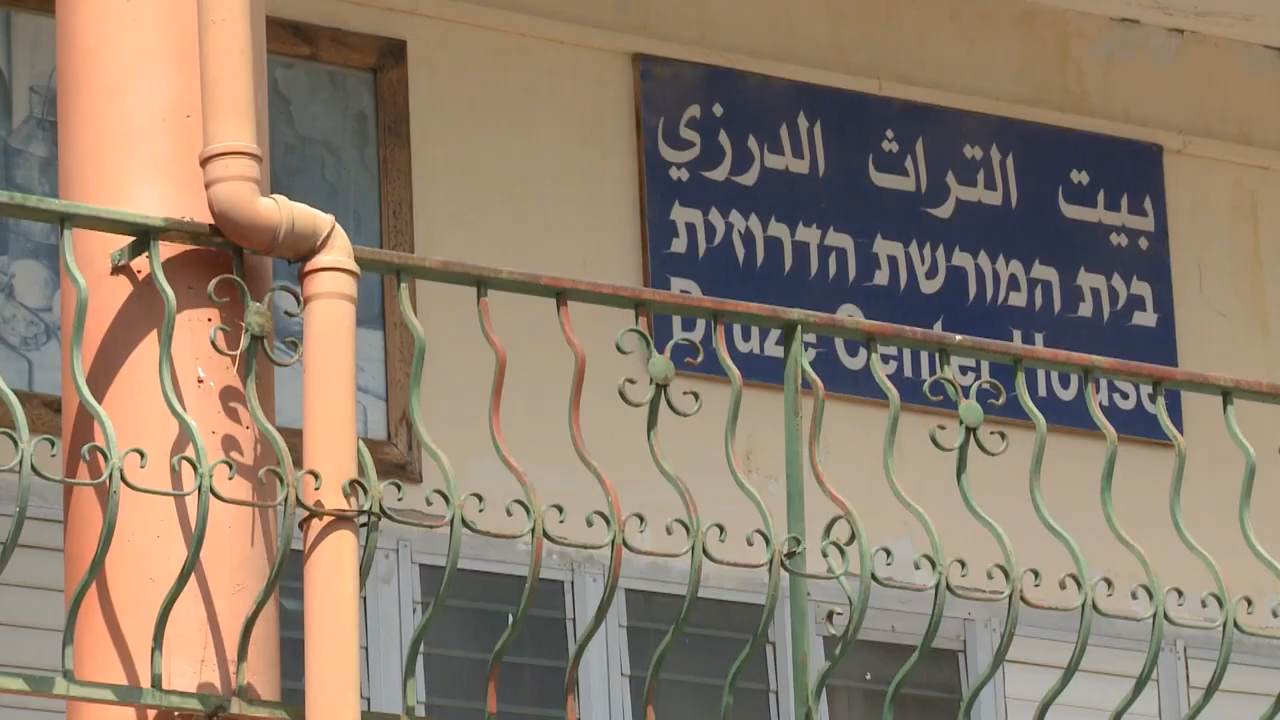 بيت التراث الدرزي
בית המורשת הדרוזית
Druze Center House